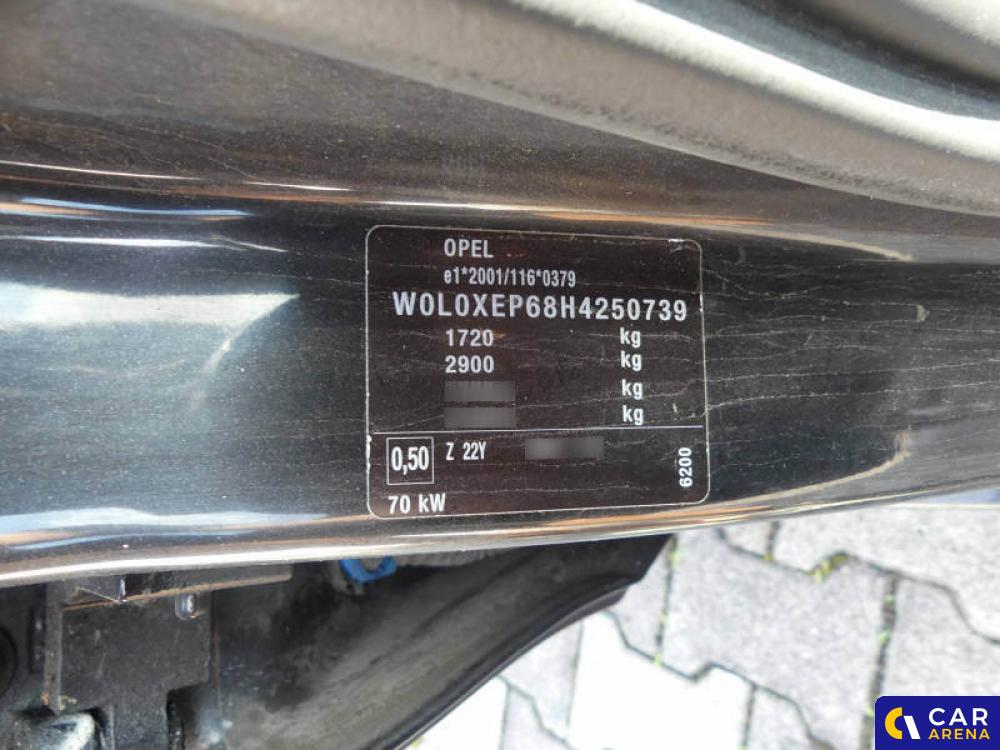 OPEL
e1*2001/116*0379
W0L0XEP68H4250739
1720 kg
2900 kg
kg
kg
0,50 Z 22Y
6200
70 kW
CAR
ARENA